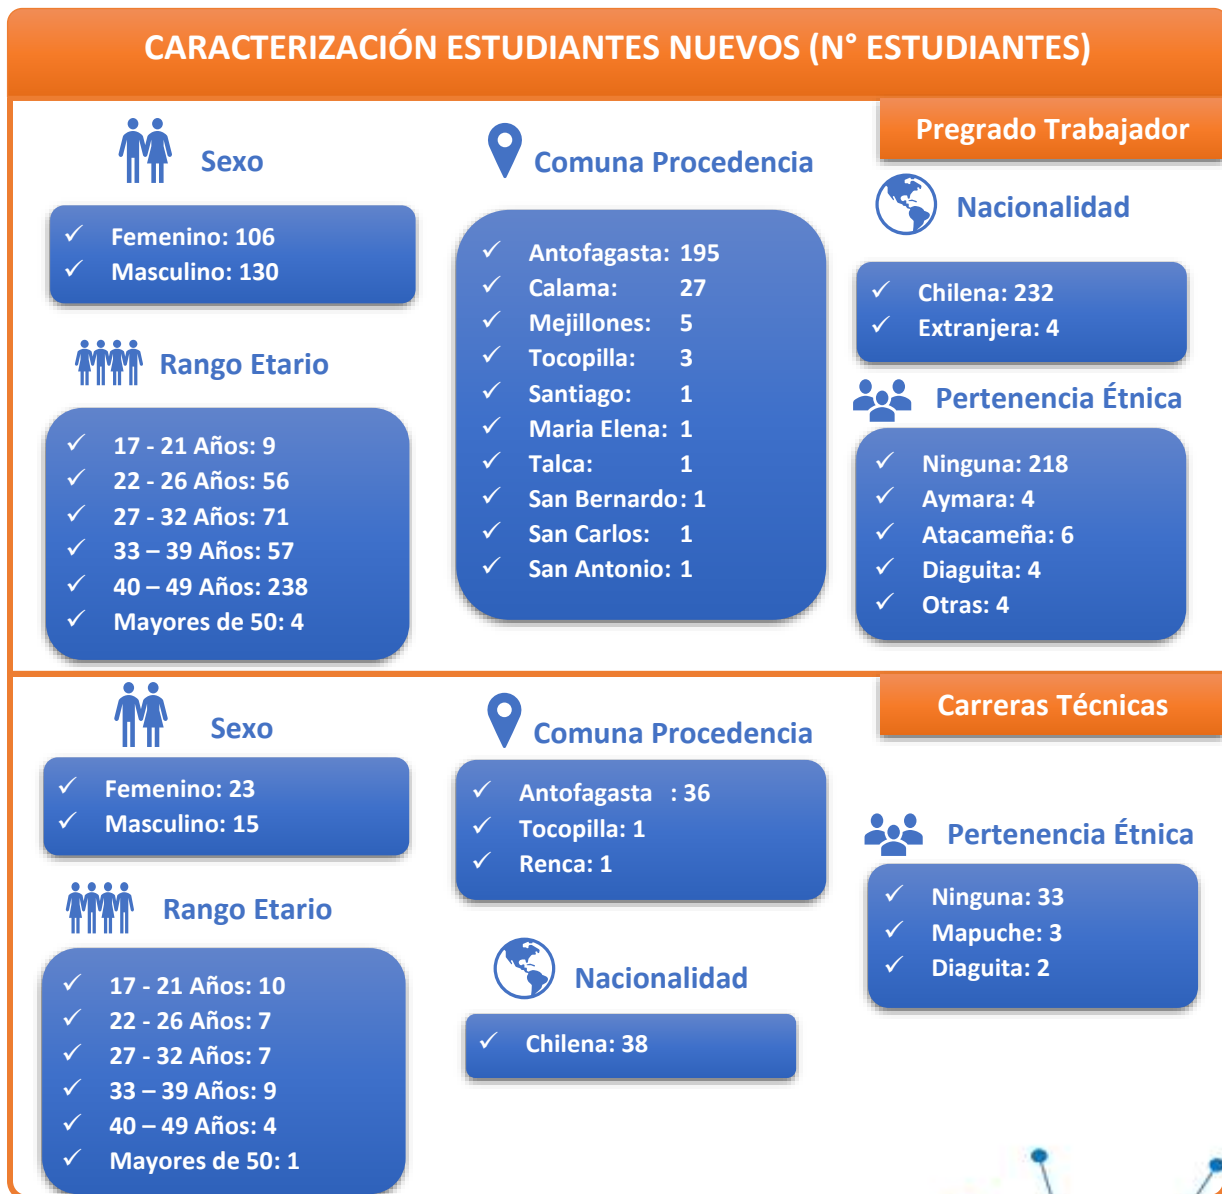 CARACTERIZACIÓN ESTUDIANTES NUEVOS (N° ESTUDIANTES)
Pregrado Trabajador
Sexo
Femenino: 106
Masculino: 130
Rango Etario
17 - 21 Años: 9
22 - 26 Años: 56
27 - 32 Años: 71
33 – 39 Años: 57
40 – 49 Años: 238
Mayores de 50: 4
Comuna Procedencia
Antofagasta: 195
Calama: 27
Mejillones: 5
Tocopilla: 3
Santiago: 1
Maria Elena: 1
Talca: 1
San Bernardo: 1
San Carlos: 1
San Antonio: 1
Nacionalidad
Chilena: 232
Extranjera: 4
Pertenencia Étnica
Ninguna: 218
Aymara: 4
Atacameña: 6
Diaguita: 4
Otras: 4
Carreras Técnicas
Sexo
Femenino: 23
Masculino: 15
Rango Etario
17 - 21 Años: 10
22 - 26 Años: 7
27 - 32 Años: 7
33 – 39 Años: 9
40 – 49 Años: 4
Mayores de 50: 1
Comuna Procedencia
Antofagasta : 36
Tocopilla: 1
Renca: 1
Nacionalidad
Chilena: 38
Pertenencia Étnica
Ninguna: 33
Mapuche: 3
Diaguita: 2